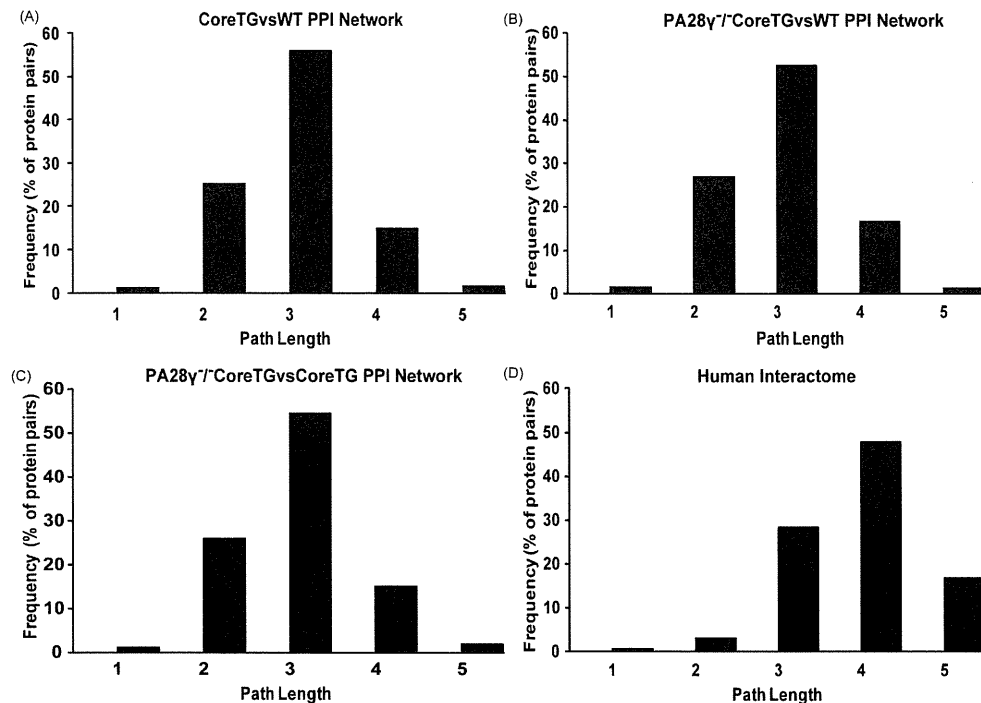 (A)
CoreTGvsWT PPI Network
Frequency (% of protein pairs)
60
50
40
30
20
10
0
1 2 3 4 5
Path Length
(B)
PA28γ⁻/⁻CoreTGvsWT PPI Network
Frequency (% of protein pairs)
60
50
40
30
20
10
0
1 2 3 4 5
Path Length
(C)
PA28γ⁻/⁻CoreTGvsCoreTG PPI Network
Frequency (% of protein pairs)
60
50
40
30
20
10
0
1 2 3 4 5
Path Length
(D)
Human Interactome
Frequency (% of protein pairs)
60
50
40
30
20
10
0
1 2 3 4 5
Path Length